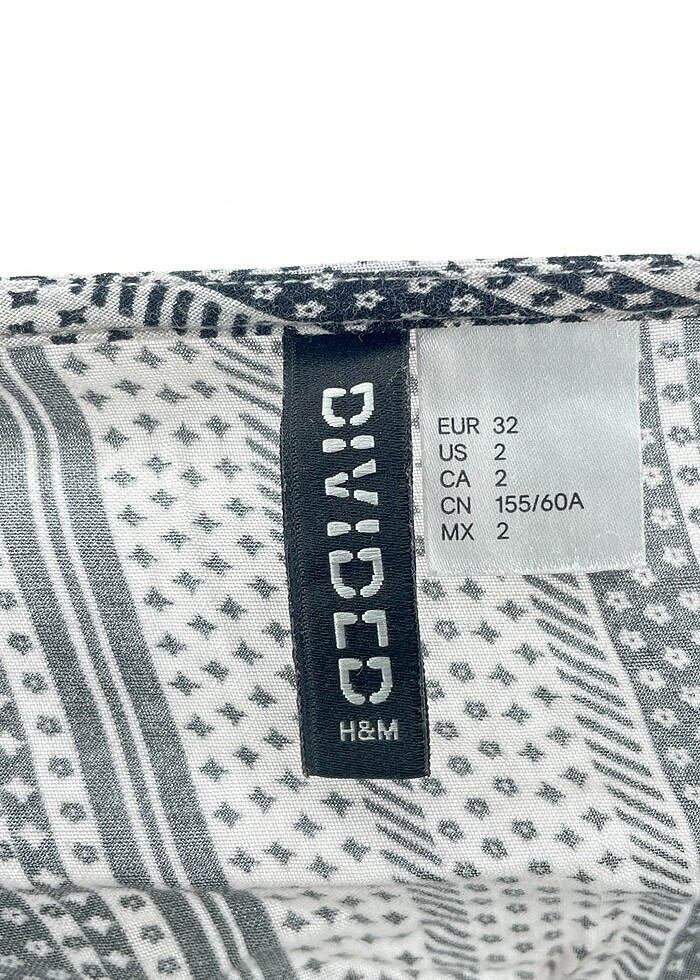 DIVIDED
H&M
EUR 32
US 2
CA 2
CN 155/60A
MX 2